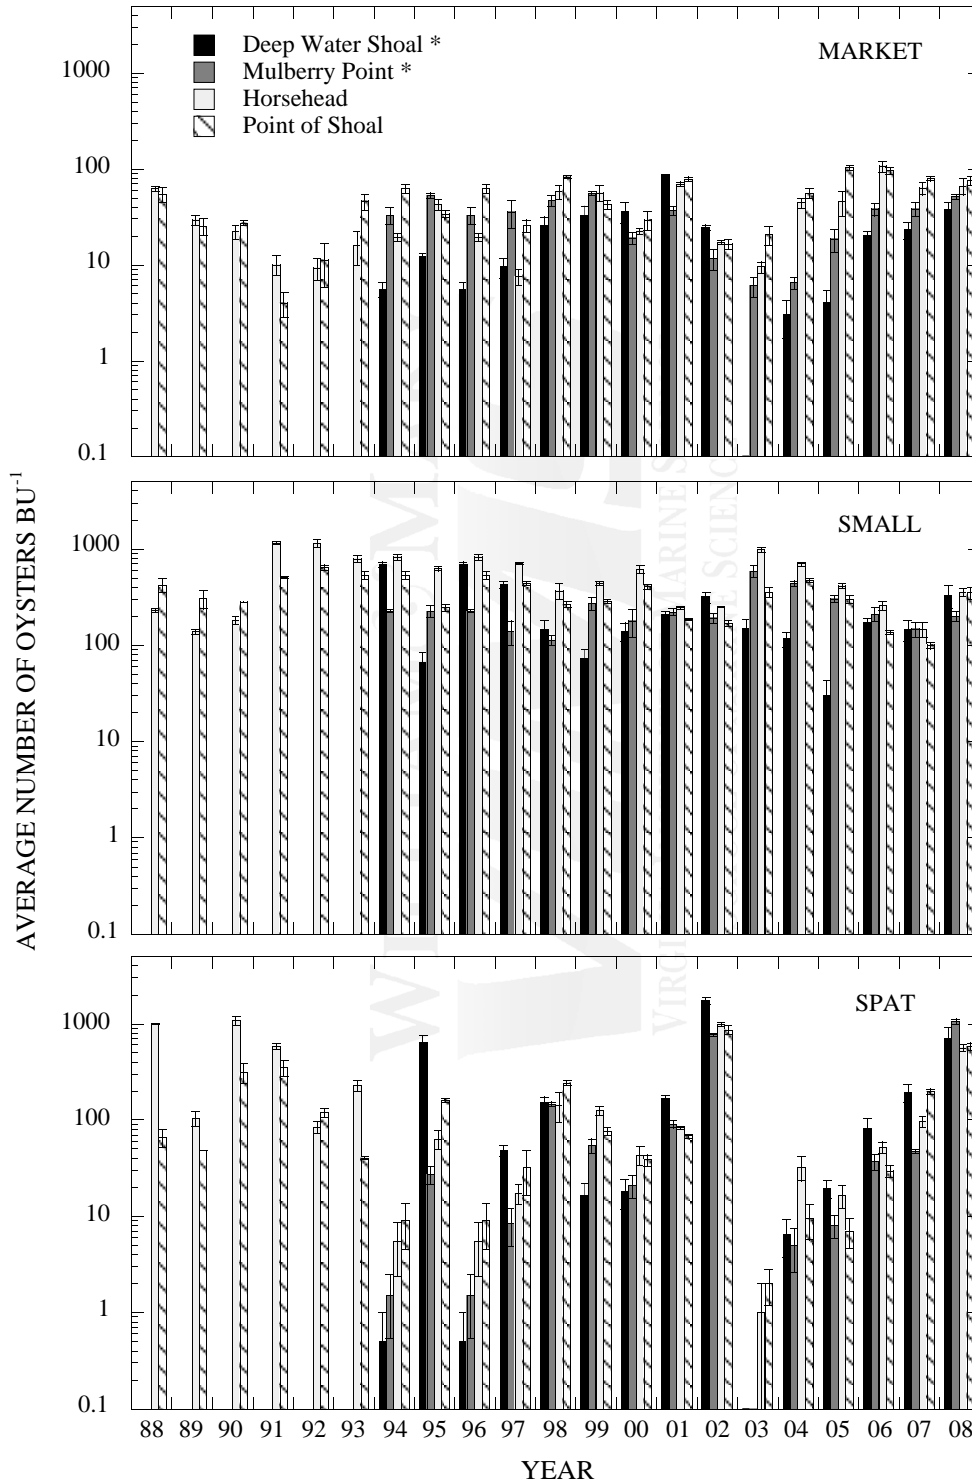 Deep Water Shoal *
Mulberry Point *
Horsehead
Point of Shoal
MARKET
1000
100
10
1
0.1
SMALL
1000
100
10
1
0.1
SPAT
1000
100
10
1
0.1
AVERAGE NUMBER OF OYSTERS BU-1
88 89 90 91 92 93 94 95 96 97 98 99 00 01 02 03 04 05 06 07 08
YEAR